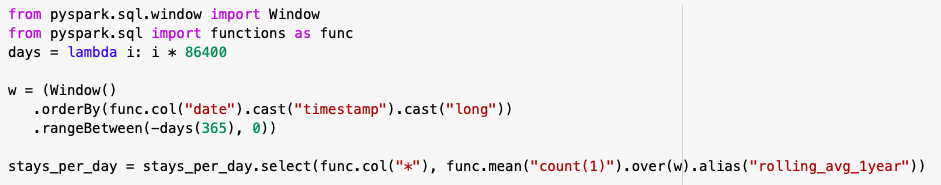 from pyspark.sql.window import Window
from pyspark.sql import functions as func
days = lambda i: i * 86400
w = (Window()
.orderBy(func.col("date").cast("timestamp").cast("long"))
.rangeBetween(-days(365), 0))
stays_per_day = stays_per_day.select(func.col("*"), func.mean("count(1)").over(w).alias("rolling_avg_1year"))